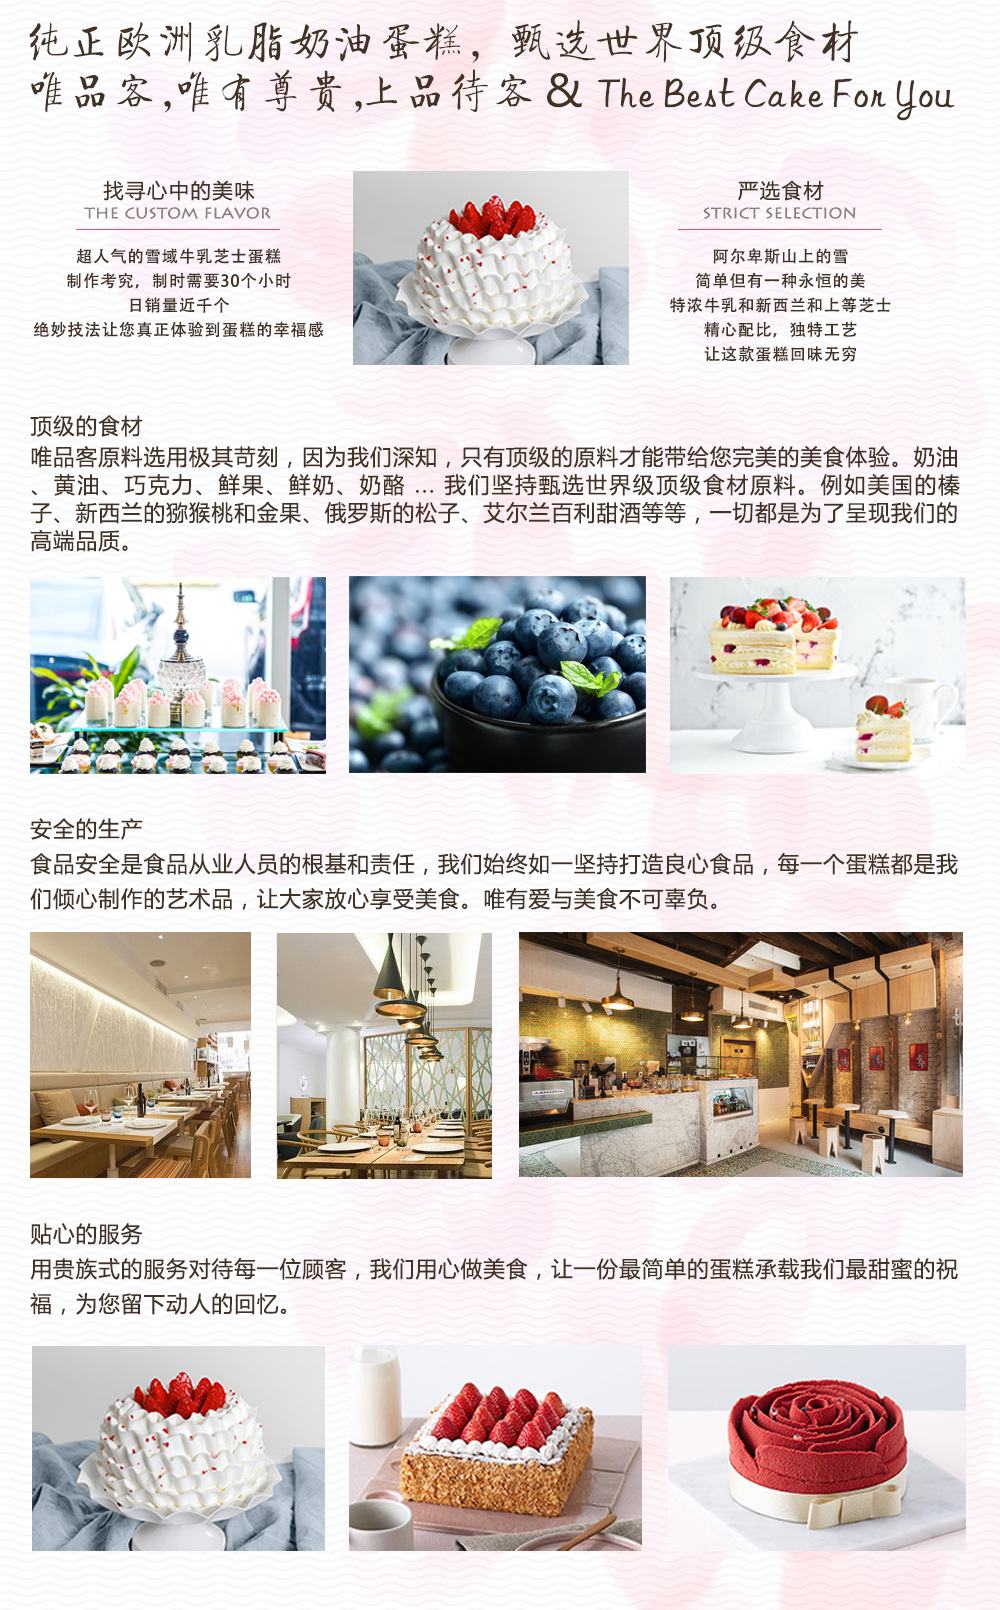 纯正欧洲乳脂奶油蛋糕，甄选世界顶级食材
唯品客,唯有尊贵,上品待客 & The Best Cake For You
找寻心中的美味
THE CUSTOM FLAVOR
超人气的雪域牛乳芝士蛋糕
制作考究，制时需要30个小时
日销量近千个
绝妙技法让您真正体验到蛋糕的幸福感
严选食材
STRICT SELECTION
阿尔卑斯山上的雪
简单但有一种永恒的美
特浓牛乳和新西兰和上等芝士
精心配比，独特工艺
让这款蛋糕回味无穷
顶级的食材
唯品客原料选用极其苛刻，因为我们深知，只有顶级的原料才能带给您完美的美食体验。奶油
、黄油、巧克力、鲜果、鲜奶、奶酪 ... 我们坚持甄选世界级顶级食材原料。例如美国的榛
子、新西兰的猕猴桃和金果、俄罗斯的松子、艾尔兰百利甜酒等等，一切都是为了呈现我们的
高端品质。
安全的生产
食品安全是食品从业人员的根基和责任，我们始终如一坚持打造良心食品，每一个蛋糕都是我
们倾心制作的艺术品，让大家放心享受美食。唯有爱与美食不可辜负。
贴心的服务
用贵族式的服务对待每一位顾客，我们用心做美食，让一份最简单的蛋糕承载我们最甜蜜的祝
福，为您留下动人的回忆。